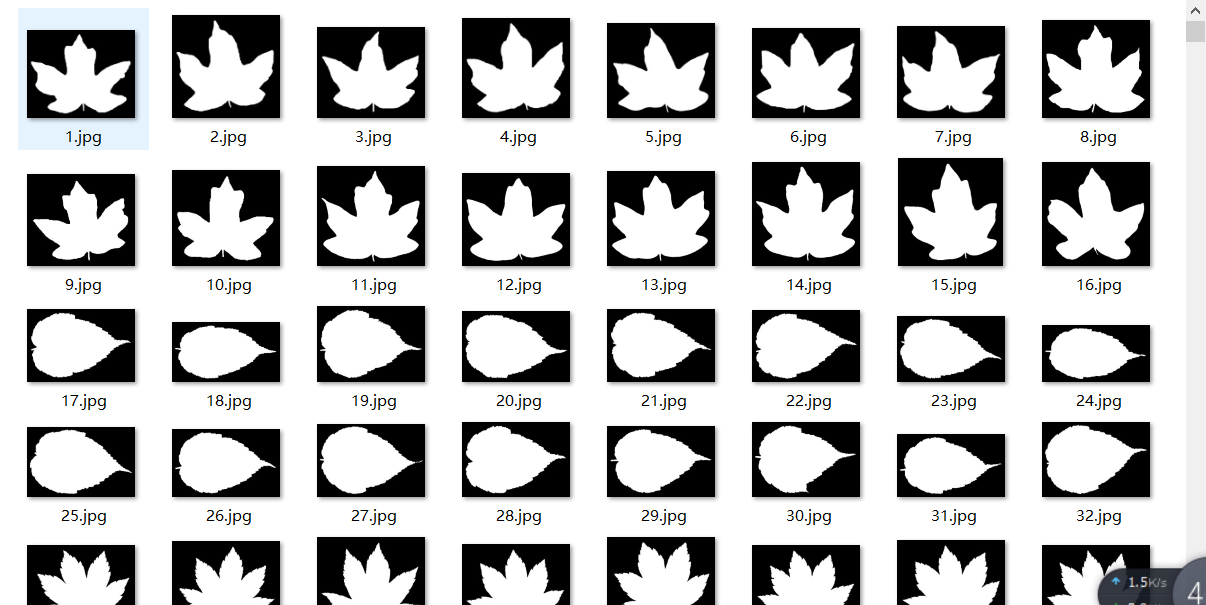 1.jpg 2.jpg 3.jpg 4.jpg 5.jpg 6.jpg 7.jpg 8.jpg
9.jpg 10.jpg 11.jpg 12.jpg 13.jpg 14.jpg 15.jpg 16.jpg
17.jpg 18.jpg 19.jpg 20.jpg 21.jpg 22.jpg 23.jpg 24.jpg
25.jpg 26.jpg 27.jpg 28.jpg 29.jpg 30.jpg 31.jpg 32.jpg
1.5K/s
4